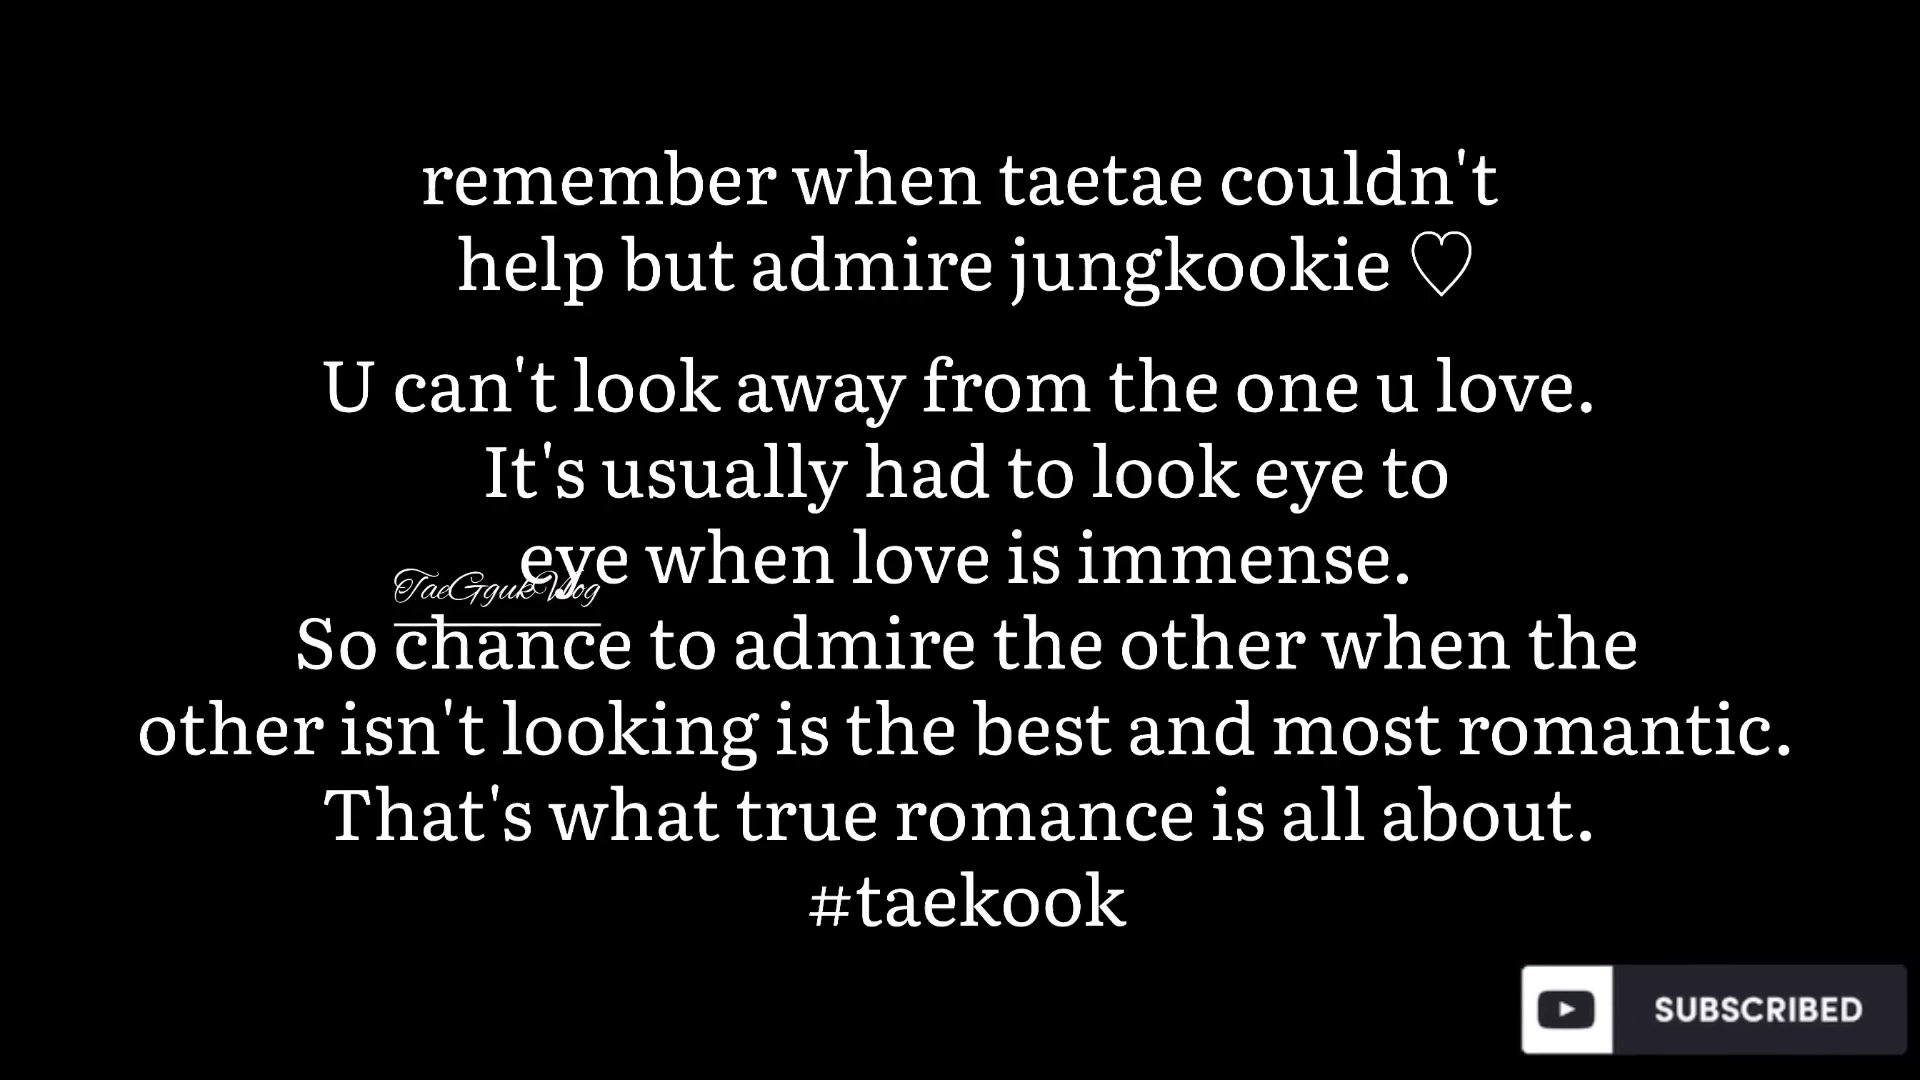 remember when taetae couldn't
help but admire jungkookie ♡
U can't look away from the one u love.
It's usually had to look eye to
eye when love is immense.
TaeGgukVlog
So chance to admire the other when the
other isn't looking is the best and most romantic.
That's what true romance is all about.
#taekook
SUBSCRIBED